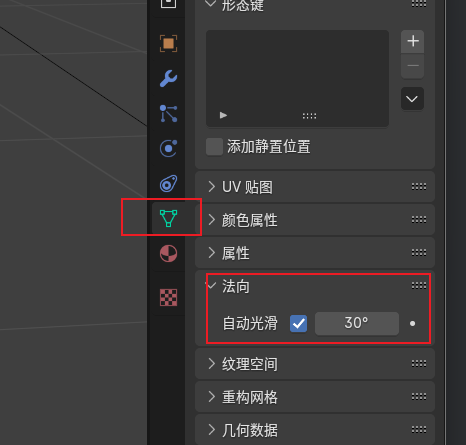 形态键
添加静置位置
UV 贴图
颜色属性
属性
法向
自动光滑 30°
纹理空间
重构网格
几何数据